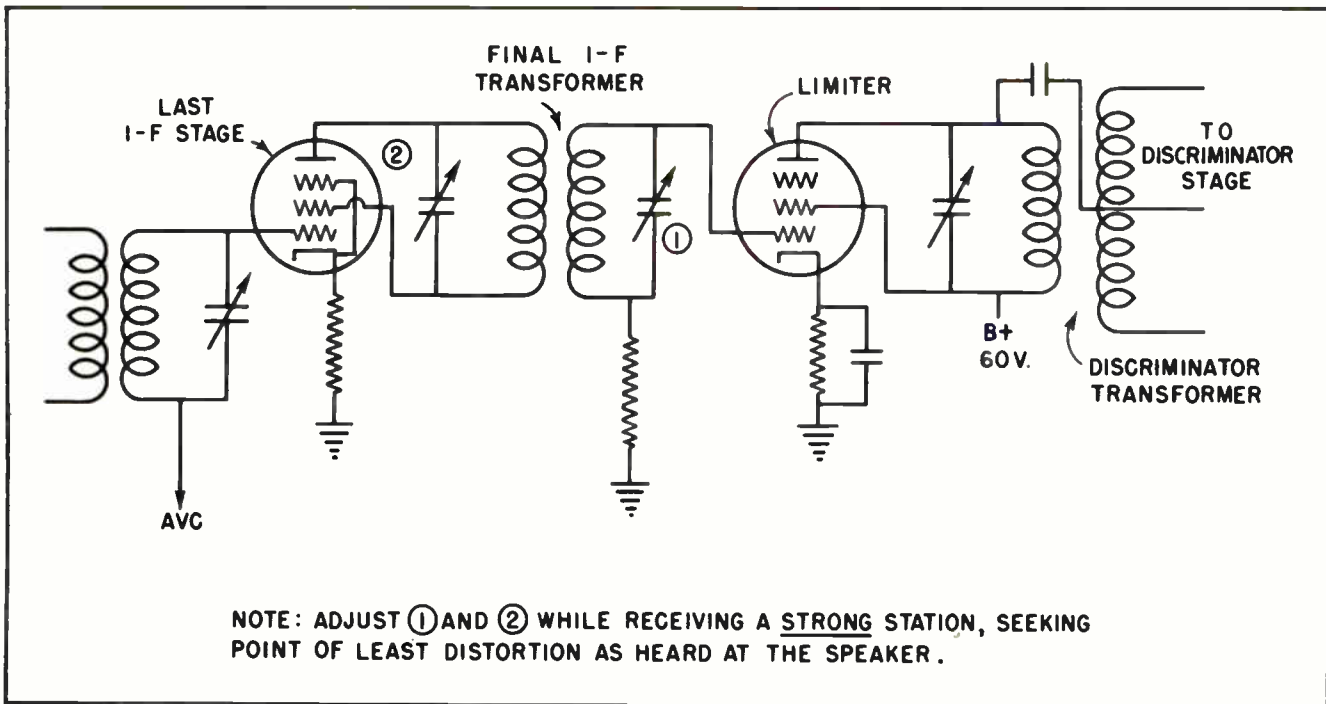 FINAL I-F
TRANSFORMER
LAST
I-F STAGE
②
①
LIMITER
TO
DISCRIMINATOR
STAGE
B+
60 V.
DISCRIMINATOR
TRANSFORMER
AVC
NOTE: ADJUST ① AND ② WHILE RECEIVING A STRONG STATION, SEEKING
POINT OF LEAST DISTORTION AS HEARD AT THE SPEAKER.